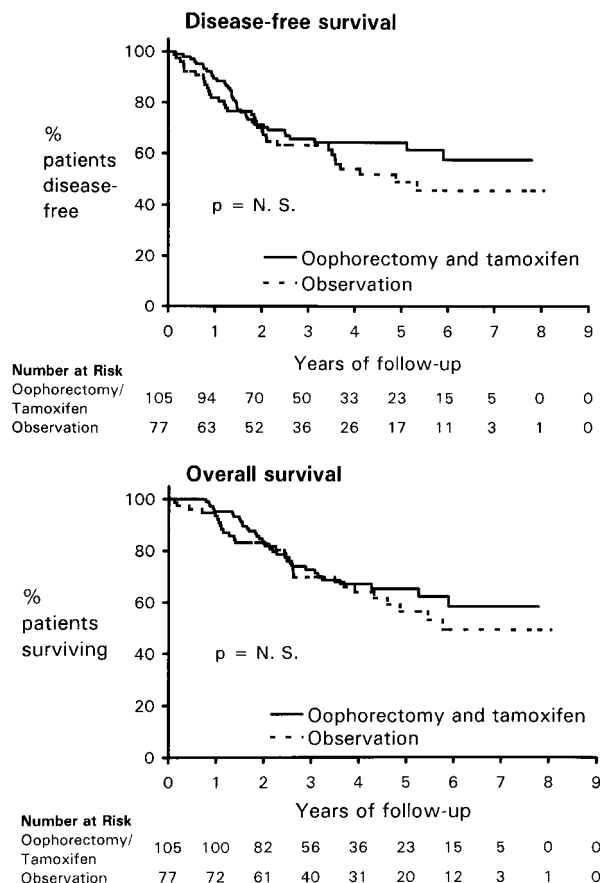 Disease-free survival
100
80
60
40
20
0
%
patients
disease-
free
p = N. S.
Oophorectomy and tamoxifen
Observation
0 1 2 3 4 5 6 7 8 9
Years of follow-up
Number at Risk
Oophorectomy/
Tamoxifen 105 94 70 50 33 23 15 5 0 0
Observation 77 63 52 36 26 17 11 3 1 0
Overall survival
100
80
60
40
20
0
%
patients
surviving
p = N. S.
Oophorectomy and tamoxifen
Observation
0 1 2 3 4 5 6 7 8 9
Years of follow-up
Number at Risk
Oophorectomy/
Tamoxifen 105 100 82 56 36 23 15 5 0 0
Observation 77 72 61 40 31 20 12 3 1 0